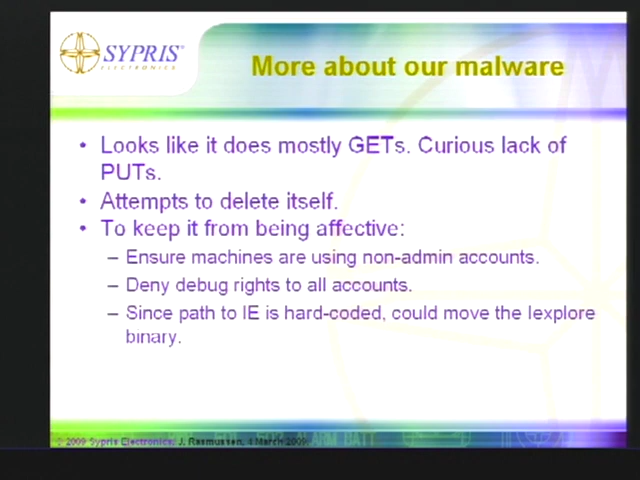 SYPRIS®
ELECTRONICS
More about our malware
• Looks like it does mostly GETs. Curious lack of
PUTs.
• Attempts to delete itself.
• To keep it from being affective:
– Ensure machines are using non-admin accounts.
– Deny debug rights to all accounts.
– Since path to IE is hard-coded, could move the Iexplore
binary.
© 2009 Sypris Electronics, J. Rasmussen, 4 March 2009